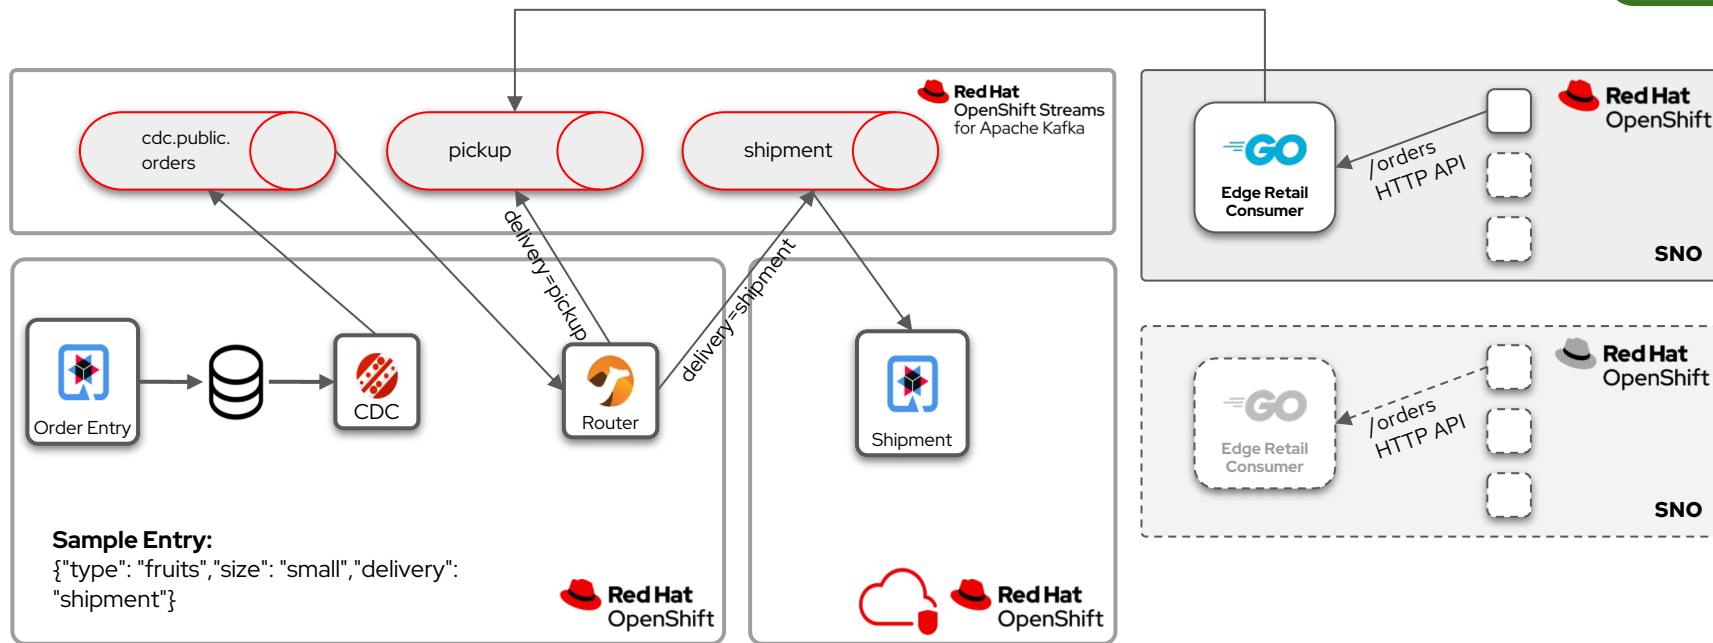 Red Hat
OpenShift Streams
for Apache Kafka
cdc.public.
orders
pickup
shipment
delivery=pickup
delivery=shipment
Order Entry
CDC
Router
Shipment
Sample Entry:
{"type": "fruits","size": "small","delivery":
"shipment"}
Red Hat
OpenShift
Red Hat
OpenShift
GO
Edge Retail
Consumer
/orders
HTTP API
Red Hat
OpenShift
SNO
GO
Edge Retail
Consumer
/orders
HTTP API
Red Hat
OpenShift
SNO